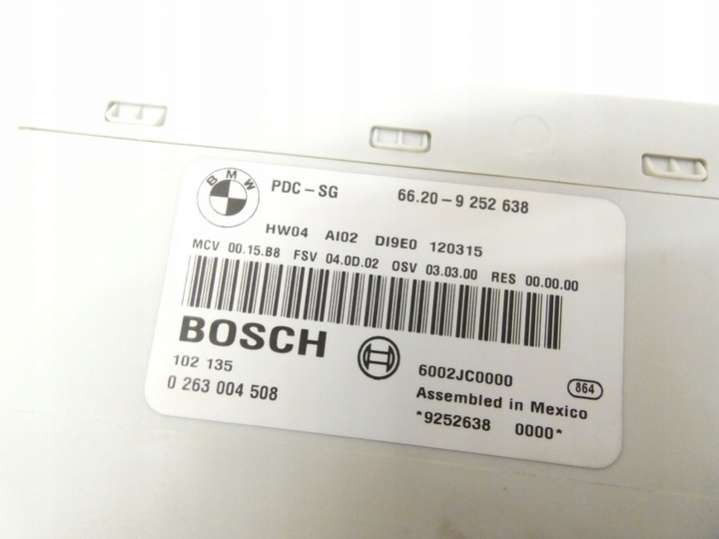 BMW
PDC-SG 66.20-9 252 638
HW04 AI02 DI9E0 120315
MCV 00.15.B8 FSV 04.0D.02 OSV 03.03.00 RES 00.00.00
BOSCH
102 135 6002JC0000 864
0 263 004 508 Assembled in Mexico
*9252638 0000*